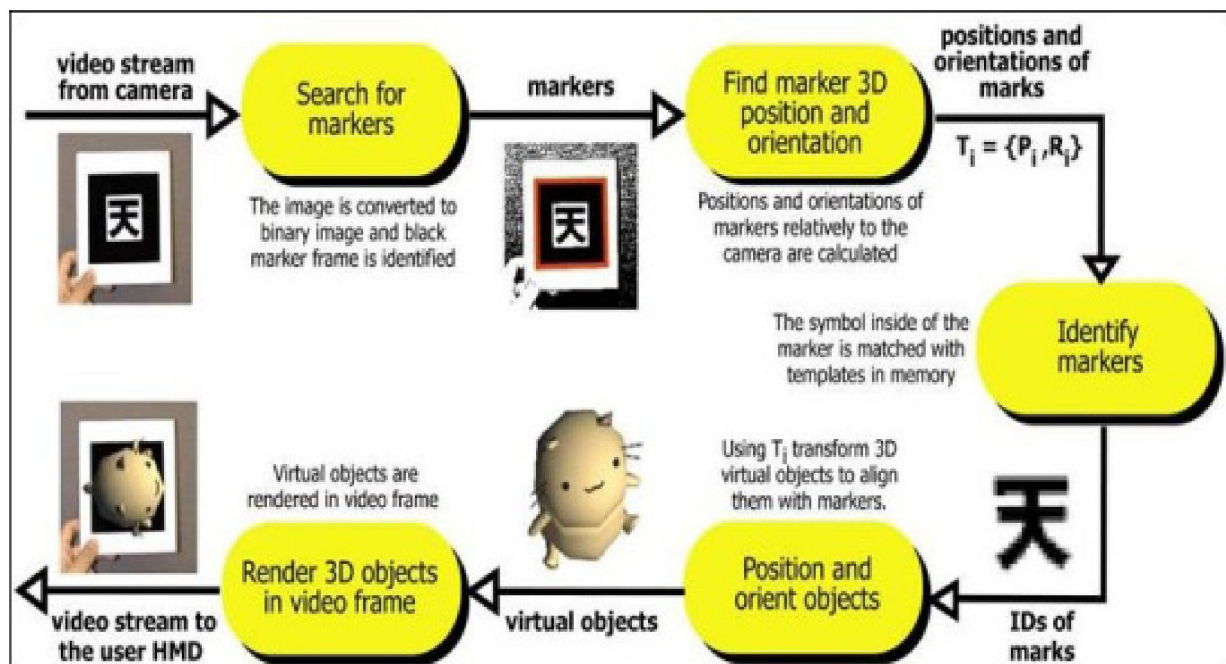 video stream
from camera
Search for
markers
The image is converted to
binary image and black
marker frame is identified
天
markers
天
Find marker 3D
position and
orientation
Positions and orientations of
markers relatively to the
camera are calculated
positions and
orientations of
marks
Tᵢ = {Pᵢ,Rᵢ}
The symbol inside of the
marker is matched with
templates in memory
Identify
markers
天
IDs of
marks
Using Tᵢ transform 3D
virtual objects to align
them with markers.
Position and
orient objects
virtual objects
Virtual objects are
rendered in video frame
Render 3D objects
in video frame
video stream to
the user HMD